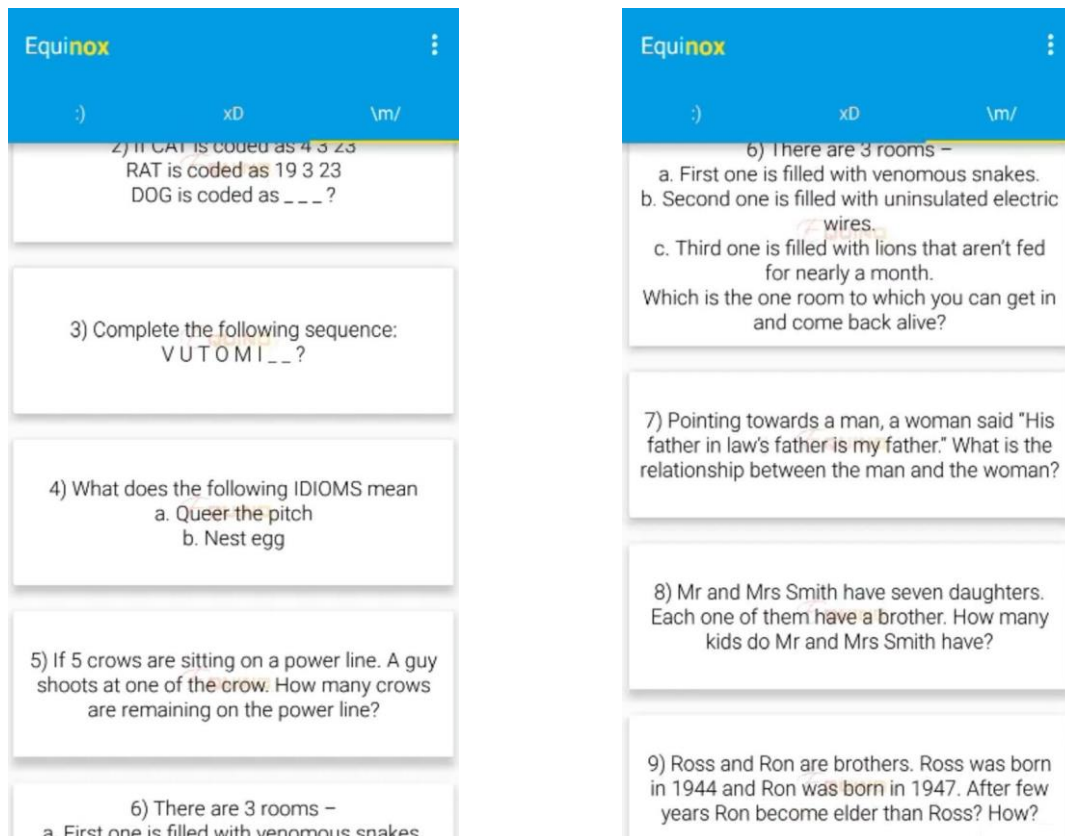 Equinox
:) xD \m/
2) If CAT is coded as 4 3 23
RAT is coded as 19 3 23
DOG is coded as _ _ _ ?
3) Complete the following sequence:
V U T O M I _ _ ?
4) What does the following IDIOMS mean
a. Queer the pitch
b. Nest egg
5) If 5 crows are sitting on a power line. A guy
shoots at one of the crow. How many crows
are remaining on the power line?
6) There are 3 rooms –
a. First one is filled with venomous snakes.
Equinox
:) xD \m/
6) There are 3 rooms –
a. First one is filled with venomous snakes.
b. Second one is filled with uninsulated electric
wires.
c. Third one is filled with lions that aren't fed
for nearly a month.
Which is the one room to which you can get in
and come back alive?
7) Pointing towards a man, a woman said "His
father in law's father is my father." What is the
relationship between the man and the woman?
8) Mr and Mrs Smith have seven daughters.
Each one of them have a brother. How many
kids do Mr and Mrs Smith have?
9) Ross and Ron are brothers. Ross was born
in 1944 and Ron was born in 1947. After few
years Ron become elder than Ross? How?